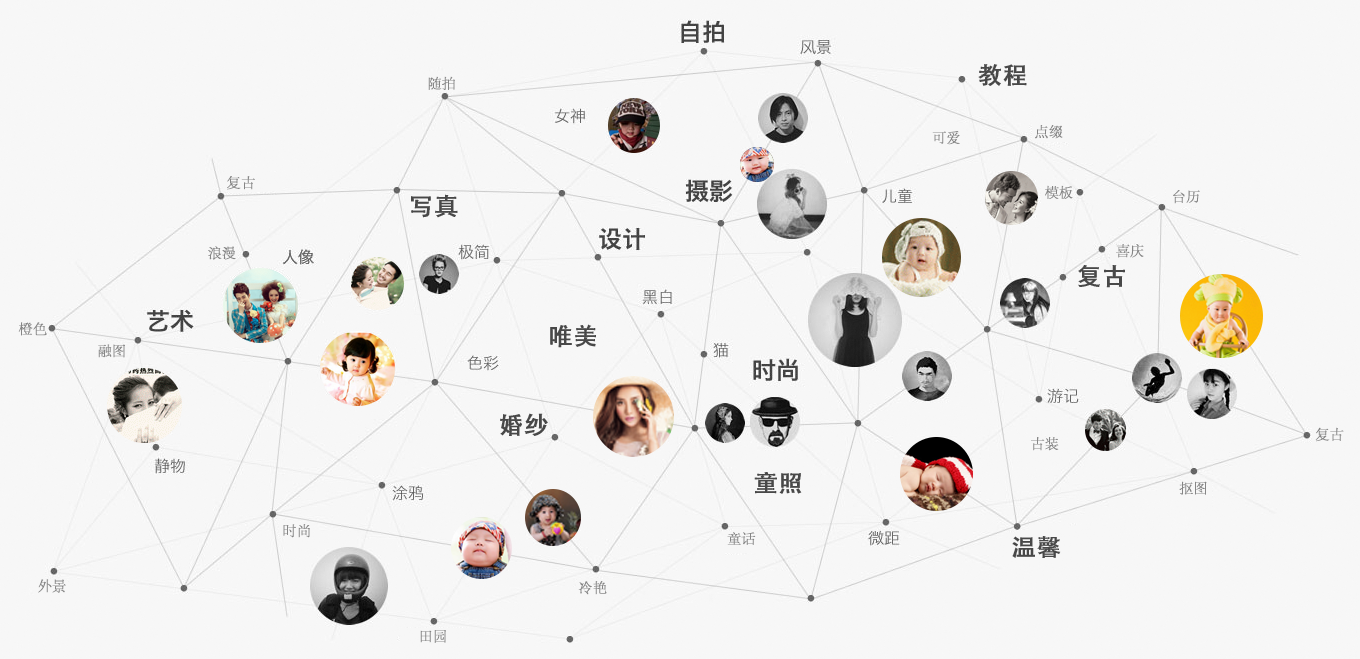 自拍
风景
教程
随拍
女神
点缀
可爱
复古
摄影
模板
儿童
台历
写真
设计
浪漫
人像
极简
喜庆
复古
黑白
艺术
橙色
融图
唯美
猫
色彩
时尚
游记
婚纱
复古
古装
静物
童照
涂鸦
抠图
时尚
童话
微距
温馨
外景
冷艳
田园